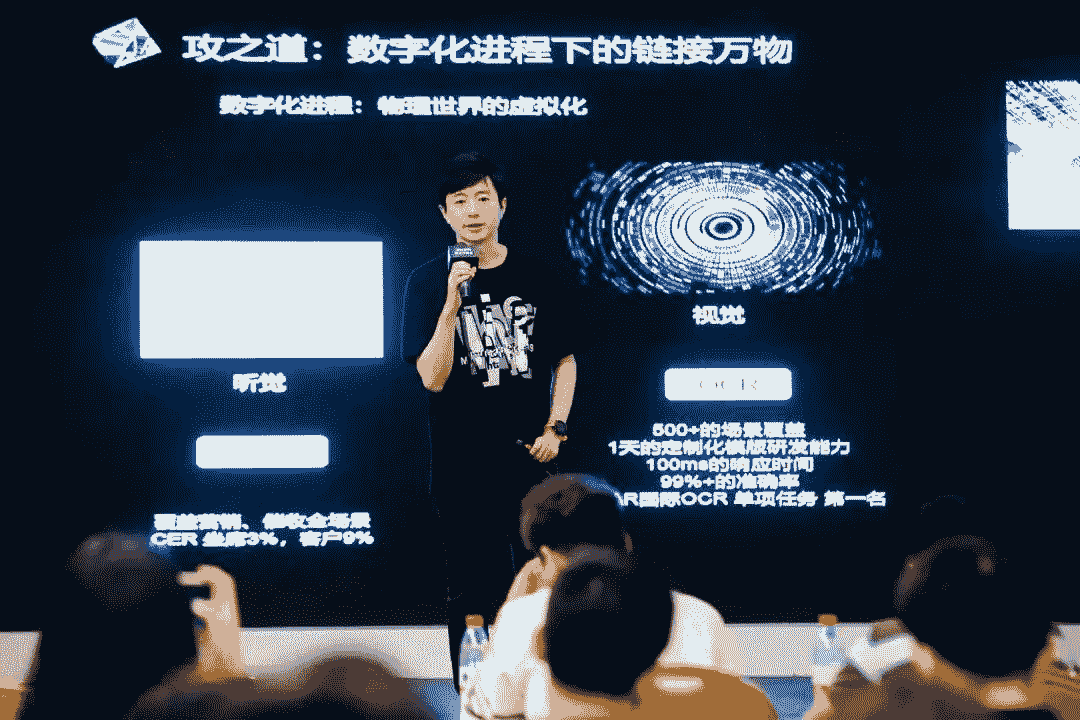 攻之道：数字化进程下的链接万物
数字化进程：物理世界的虚拟化
听觉
覆盖营销、催收全场景
CER 坐席3%，客户9%
视觉
OCR
500+的场景覆盖
1天的定制化模版研发能力
100ms的响应时间
99%+的准确率
AR国际OCR 单项任务 第一名